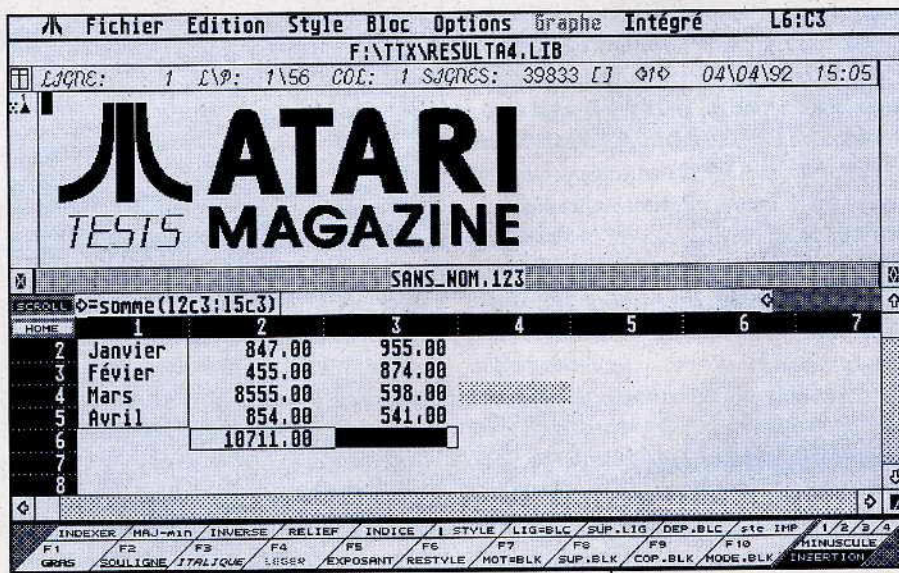 Fichier Edition Style Bloc Options Graphe Intégré L6:C3
F:\TTX\RESULTA4.LIB
LIGNE: 1 L\P: 1\56 COL: 1 SIGNES: 39833 [] ◊1◊ 04\04\92 15:05
ATARI
TESTS MAGAZINE
SANS_NOM.123
SCROLL ◊=somme(l2c3:l5c3)
HOME 1 2 3 4 5 6 7
2 Janvier 847.00 955.00
3 Févier 455.00 874.00
4 Mars 8555.00 598.00
5 Avril 854.00 541.00
6 10711.00
7
8
INDEXER MAJ-min INVERSE RELIEF INDICE I STYLE LIG=BLC SUP.LIG DEP.BLC stc IMP 1/2/3/4
F1 F2 F3 F4 F5 F6 F7 F8 F9 F10 MINUSCULE
GRAS SOULIGNE ITALIQUE LEGER EXPOSANT RESTYLE MOT=BLK SUP.BLK COP.BLK MODE.BLK INSERTION